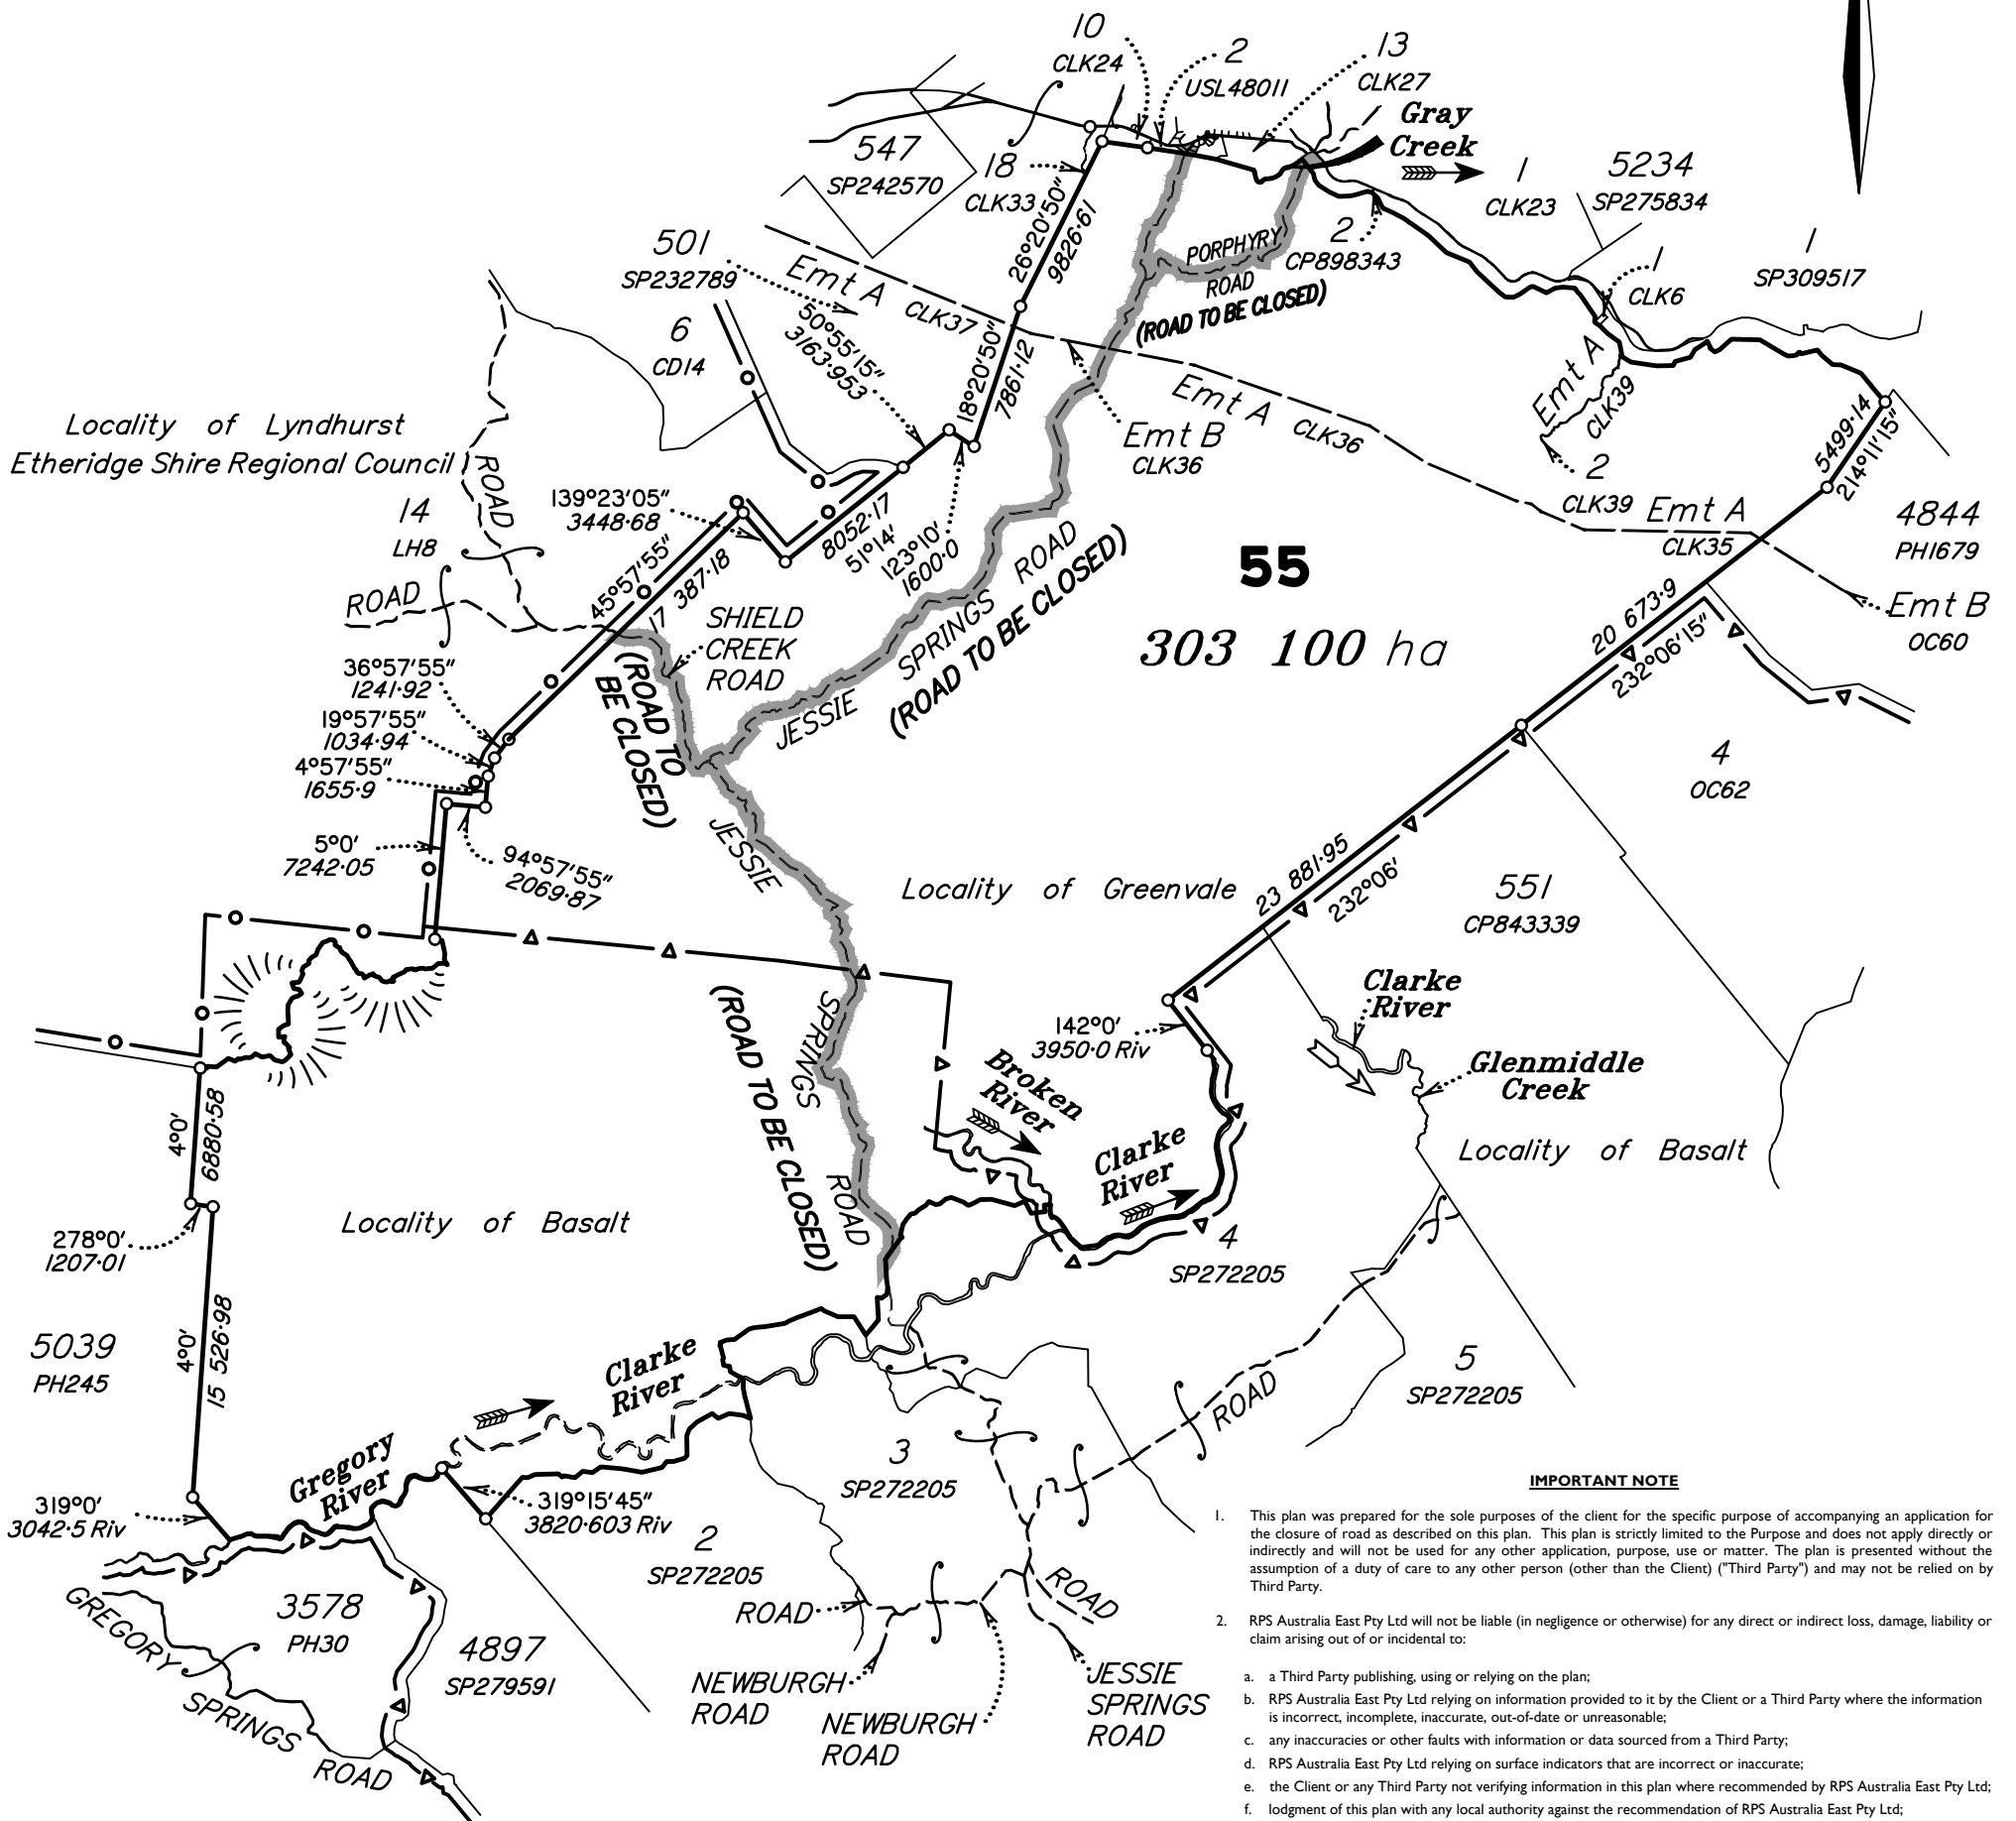 10
CLK24
2
USL48011
13
CLK27
Gray
Creek
547
SP242570
18
CLK33
1
CLK23
5234
SP275834
26°20'50"
9826·61
501
SP232789
Emt A CLK37
PORPHYRY
ROAD
(ROAD TO BE CLOSED)
2
CP898343
1
CLK6
1
SP309517
6
CD14
50°55'15"
3163·953
18°20'50"
7861·12
Emt A CLK36
Emt B
CLK36
Emt A
CLK39
2
CLK39
5499·14
214°11'15"
Locality of Lyndhurst
Etheridge Shire Regional Council
ROAD
14
LH8
ROAD
139°23'05"
3448·68
8052·17
51°14'
123°10'
1600·0
Emt A
CLK35
4844
PH1679
Emt B
OC60
55
303 100 ha
45°57'55"
17 387·18
SHIELD
CREEK
ROAD
(ROAD TO
BE CLOSED)
JESSIE SPRINGS ROAD
(ROAD TO BE CLOSED)
20 673·9
232°06'15"
36°57'55"
1241·92
19°57'55"
1034·94
4°57'55"
1655·9
5°0'
7242·05
94°57'55"
2069·87
4
OC62
JESSIE
SPRINGS
ROAD
(ROAD TO BE CLOSED)
Locality of Greenvale
23 881·95
232°06'
551
CP843339
Clarke
River
142°0'
3950·0 Riv
Glenmiddle
Creek
Broken
River
Clarke
River
Locality of Basalt
4°0'
6880·58
278°0'
1207·01
Locality of Basalt
4
SP272205
5039
PH245
4°0'
15 526·98
Clarke
River
5
SP272205
ROAD
Gregory
River
319°0'
3042·5 Riv
319°15'45"
3820·603 Riv
3
SP272205
2
SP272205
3578
PH30
4897
SP279591
GREGORY SPRINGS ROAD
ROAD
ROAD
NEWBURGH
ROAD
NEWBURGH
ROAD
JESSIE
SPRINGS
ROAD
IMPORTANT NOTE
1. This plan was prepared for the sole purposes of the client for the specific purpose of accompanying an application for
the closure of road as described on this plan. This plan is strictly limited to the Purpose and does not apply directly or
indirectly and will not be used for any other application, purpose, use or matter. The plan is presented without the
assumption of a duty of care to any other person (other than the Client) ("Third Party") and may not be relied on by
Third Party.
2. RPS Australia East Pty Ltd will not be liable (in negligence or otherwise) for any direct or indirect loss, damage, liability or
claim arising out of or incidental to:
a. a Third Party publishing, using or relying on the plan;
b. RPS Australia East Pty Ltd relying on information provided to it by the Client or a Third Party where the information
is incorrect, incomplete, inaccurate, out-of-date or unreasonable;
c. any inaccuracies or other faults with information or data sourced from a Third Party;
d. RPS Australia East Pty Ltd relying on surface indicators that are incorrect or inaccurate;
e. the Client or any Third Party not verifying information in this plan where recommended by RPS Australia East Pty Ltd;
f. lodgment of this plan with any local authority against the recommendation of RPS Australia East Pty Ltd;